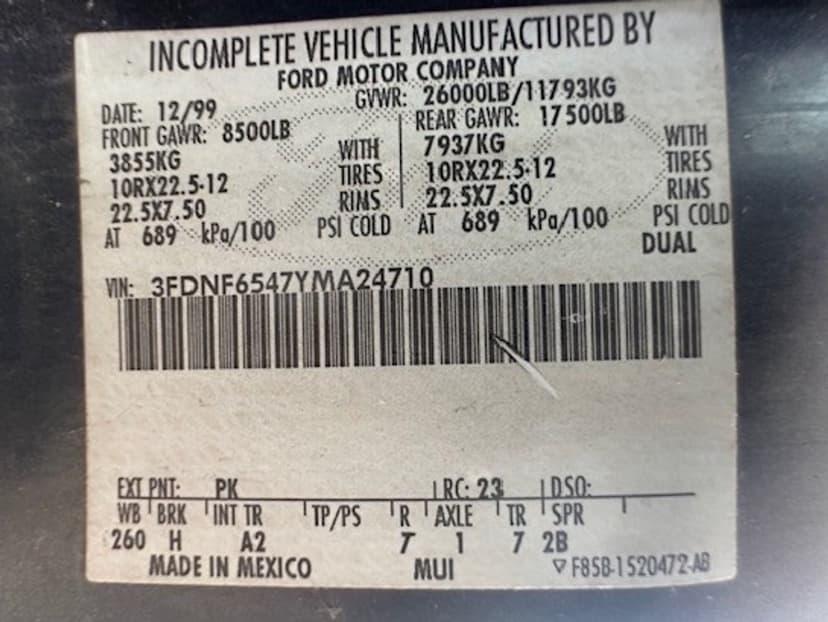 INCOMPLETE VEHICLE MANUFACTURED BY
FORD MOTOR COMPANY
DATE: 12/99 GVWR: 26000LB/11793KG
FRONT GAWR: 8500LB REAR GAWR: 17500LB
3855KG WITH 7937KG WITH
10RX22.5-12 TIRES 10RX22.5-12 TIRES
22.5X7.50 RIMS 22.5X7.50 RIMS
AT 689 kPa/100 PSI COLD AT 689 kPa/100 PSI COLD
DUAL
VIN: 3FDNF6547YMA24710
EXT PNT: PK RC: 23 DSO:
WB BRK INT TR TP/PS R AXLE TR SPR
260 H A2 T 1 7 2B
MADE IN MEXICO MUI F85B-1520472-AB